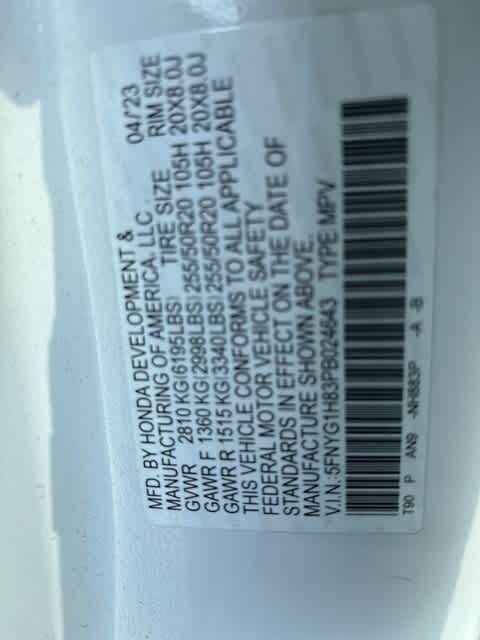 MFD. BY HONDA DEVELOPMENT & 04/23
MANUFACTURING OF AMERICA, LLC
GVWR 2810 KG(6195LBS) TIRE SIZE RIM SIZE
GAWR F 1360 KG(2998LBS) 255/50R20 105H 20X8.0J
GAWR R 1515 KG(3340LBS) 255/50R20 105H 20X8.0J
THIS VEHICLE CONFORMS TO ALL APPLICABLE
FEDERAL MOTOR VEHICLE SAFETY
STANDARDS IN EFFECT ON THE DATE OF
MANUFACTURE SHOWN ABOVE.
V.I.N:5FNYG1H83PB024643 TYPE MPV
T90 P AN9 -NH883P -A -B